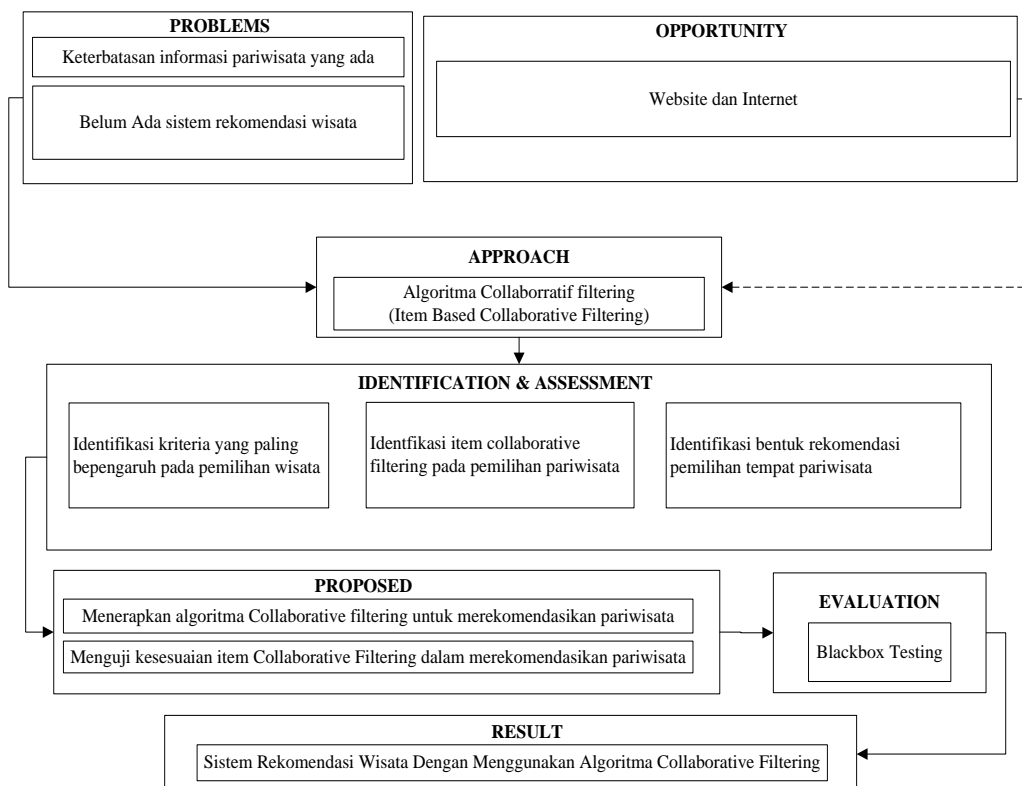 PROBLEMS
Keterbatasan informasi pariwisata yang ada
Belum Ada sistem rekomendasi wisata
OPPORTUNITY
Website dan Internet
APPROACH
Algoritma Collaborratif filtering
(Item Based Collaborative Filtering)
IDENTIFICATION & ASSESSMENT
Identifikasi kriteria yang paling
bepengaruh pada pemilihan wisata
Identfikasi item collaborative
filtering pada pemilihan pariwisata
Identifikasi bentuk rekomendasi
pemilihan tempat pariwisata
PROPOSED
Menerapkan algoritma Collaborative filtering untuk merekomendasikan pariwisata
Menguji kesesuaian item Collaborative Filtering dalam merekomendasikan pariwisata
EVALUATION
Blackbox Testing
RESULT
Sistem Rekomendasi Wisata Dengan Menggunakan Algoritma Collaborative Filtering